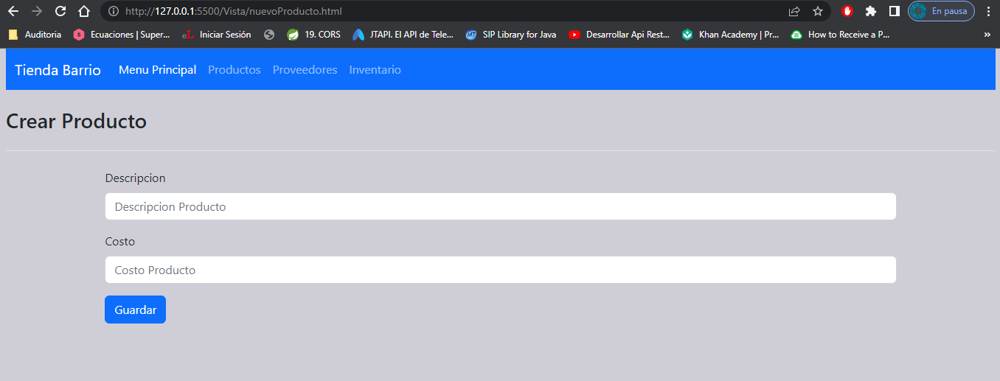 http://127.0.0.1:5500/Vista/nuevoProducto.html
En pausa
Auditoria
Ecuaciones | Super...
eL Iniciar Sesión
19. CORS
JTAPI. El API de Tele...
MT SIP Library for Java
Desarrollar Api Rest...
Khan Academy | Pr...
How to Receive a P...
Tienda Barrio Menu Principal Productos Proveedores Inventario
Crear Producto
Descripcion
Descripcion Producto
Costo
Costo Producto
Guardar